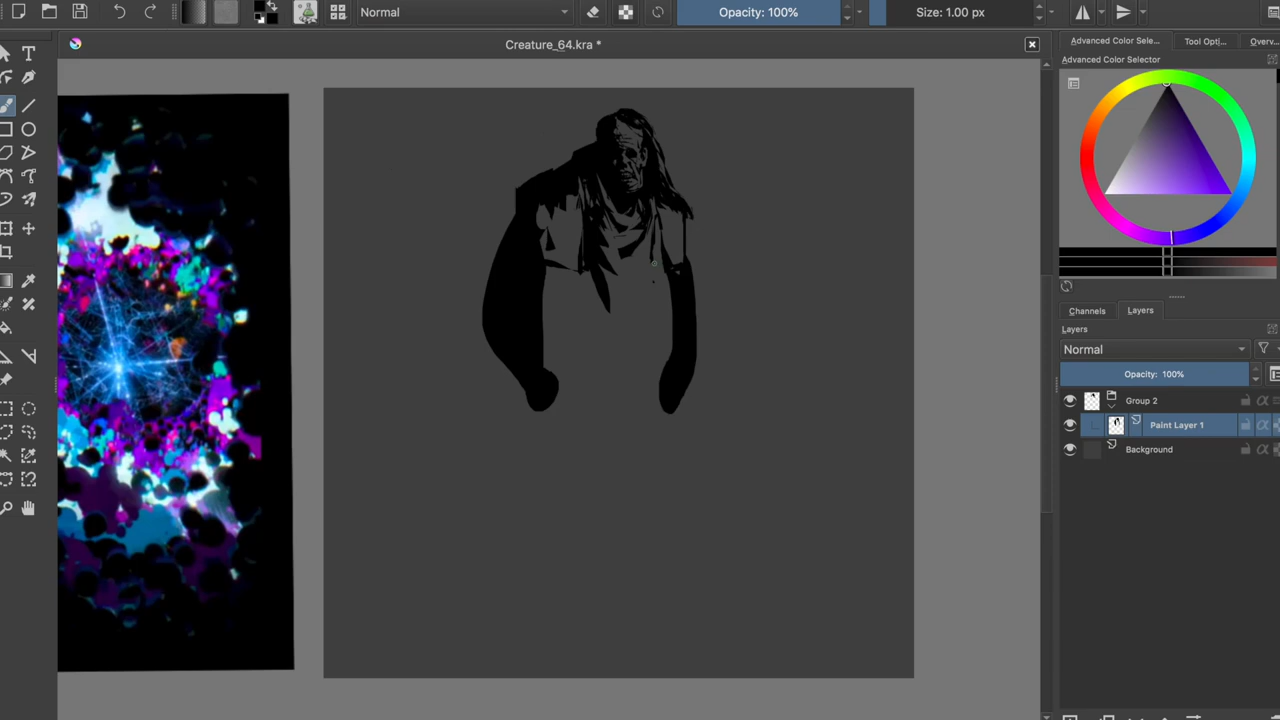 Normal
Opacity: 100%
Size: 1.00 px
Creature_64.kra *
Advanced Color Sele...
Tool Opti...
Overv...
Advanced Color Selector
Channels
Layers
Layers
Normal
Opacity: 100%
Group 2
Paint Layer 1
Background